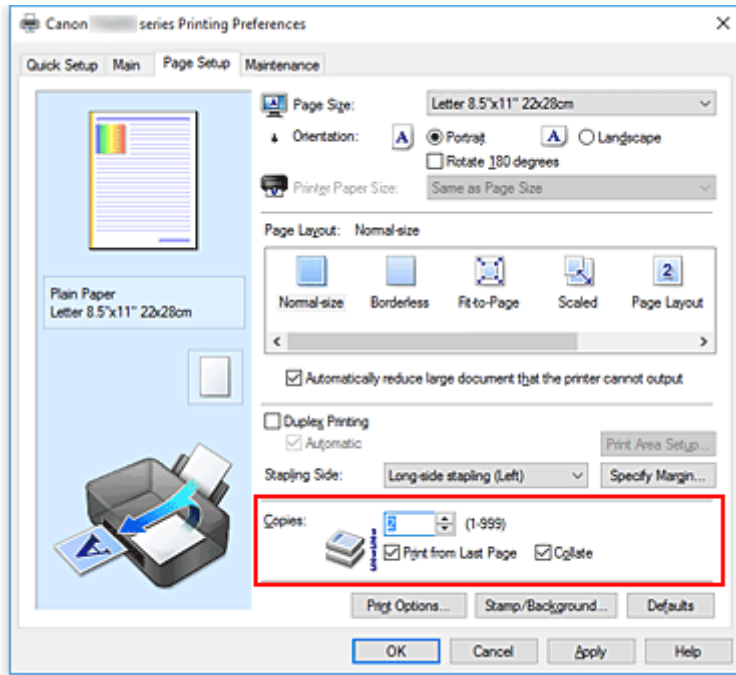 Canon series Printing Preferences
Quick Setup Main Page Setup Maintenance
Page Size: Letter 8.5"x11" 22x28cm
Orientation: A Portrait A Landscape
Rotate 180 degrees
Printer Paper Size: Same as Page Size
Page Layout: Normal-size
2
Normal-size Borderless Fit-to-Page Scaled Page Layout
Plain Paper
Letter 8.5"x11" 22x28cm
Automatically reduce large document that the printer cannot output
Duplex Printing
Automatic Print Area Setup...
Stapling Side: Long-side stapling (Left) Specify Margin...
A
Copies: 2 (1-999)
Print from Last Page Collate
Print Options... Stamp/Background... Defaults
OK Cancel Apply Help